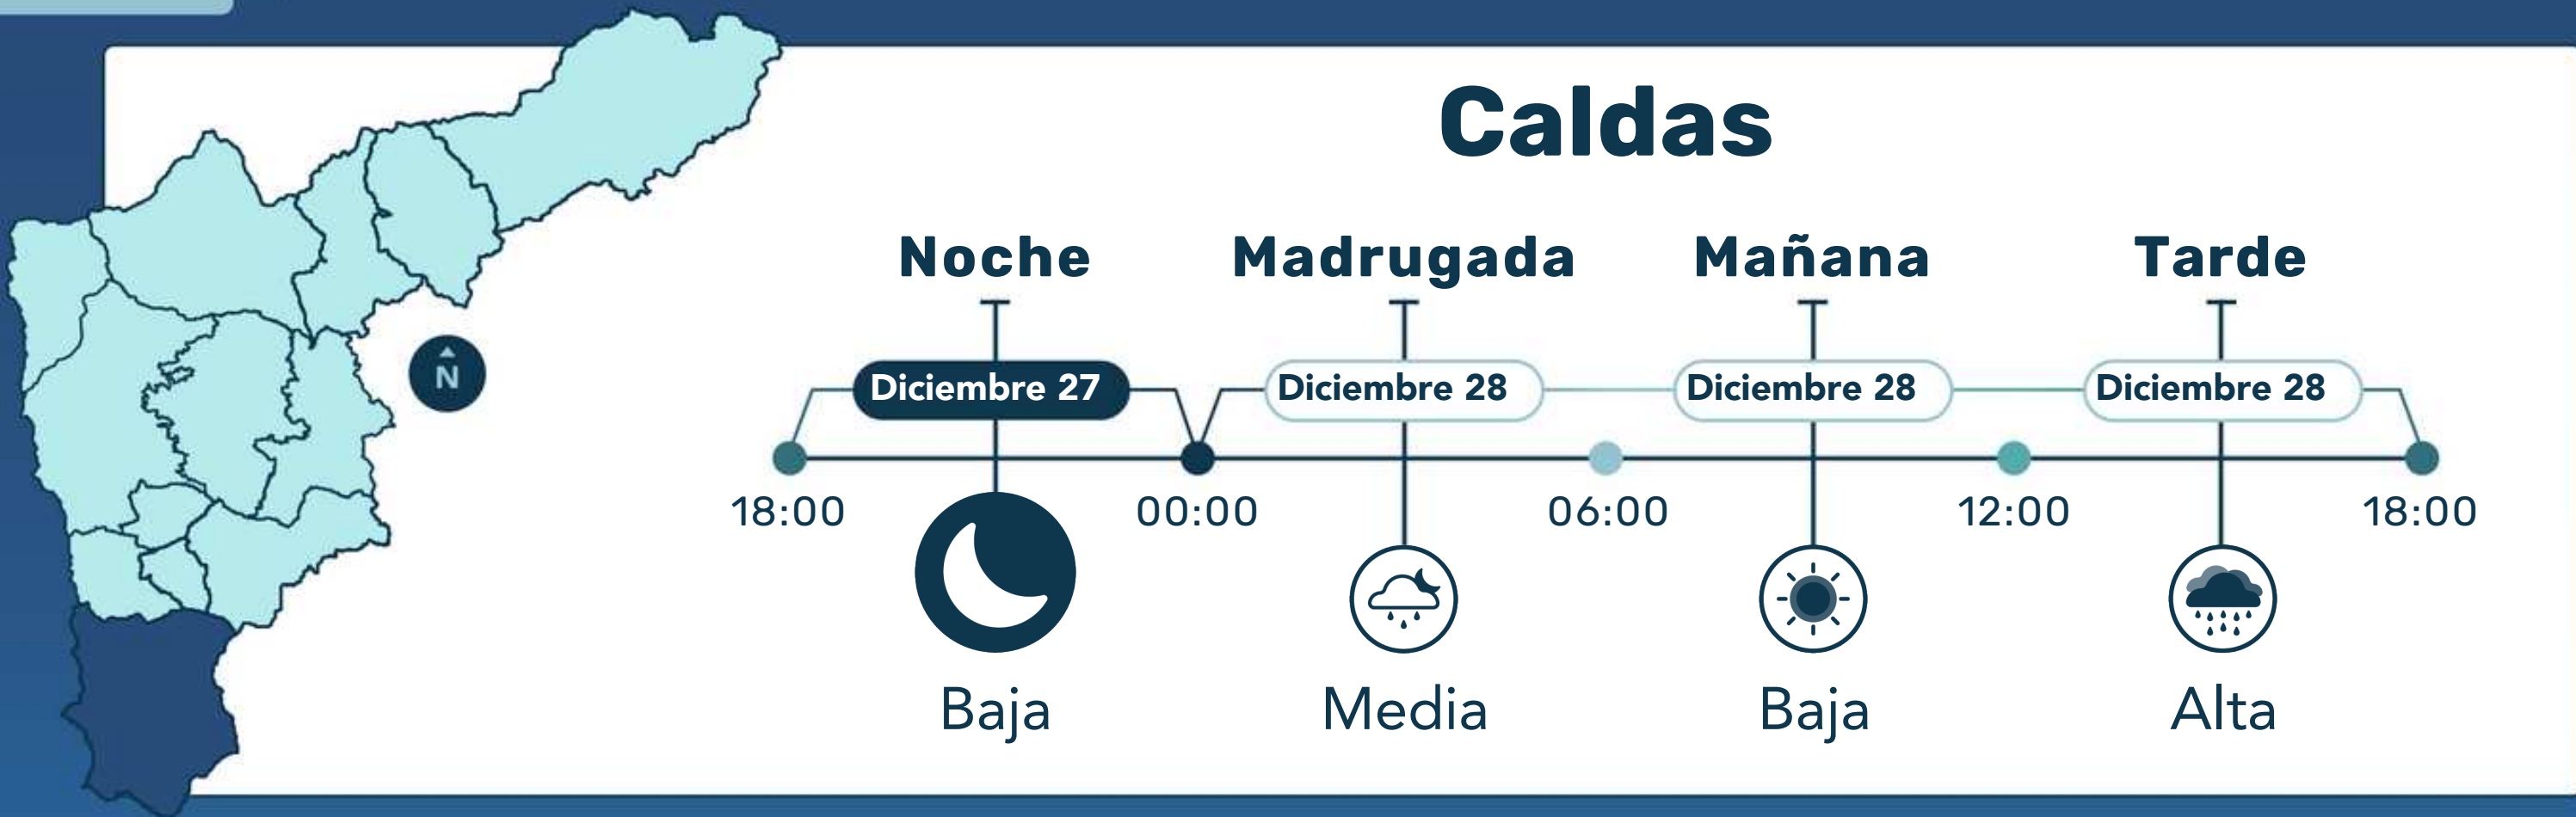 Caldas
Noche Madrugada Mañana Tarde
Diciembre 27 Diciembre 28 Diciembre 28 Diciembre 28
N
18:00 00:00 06:00 12:00 18:00
Baja Media Baja Alta